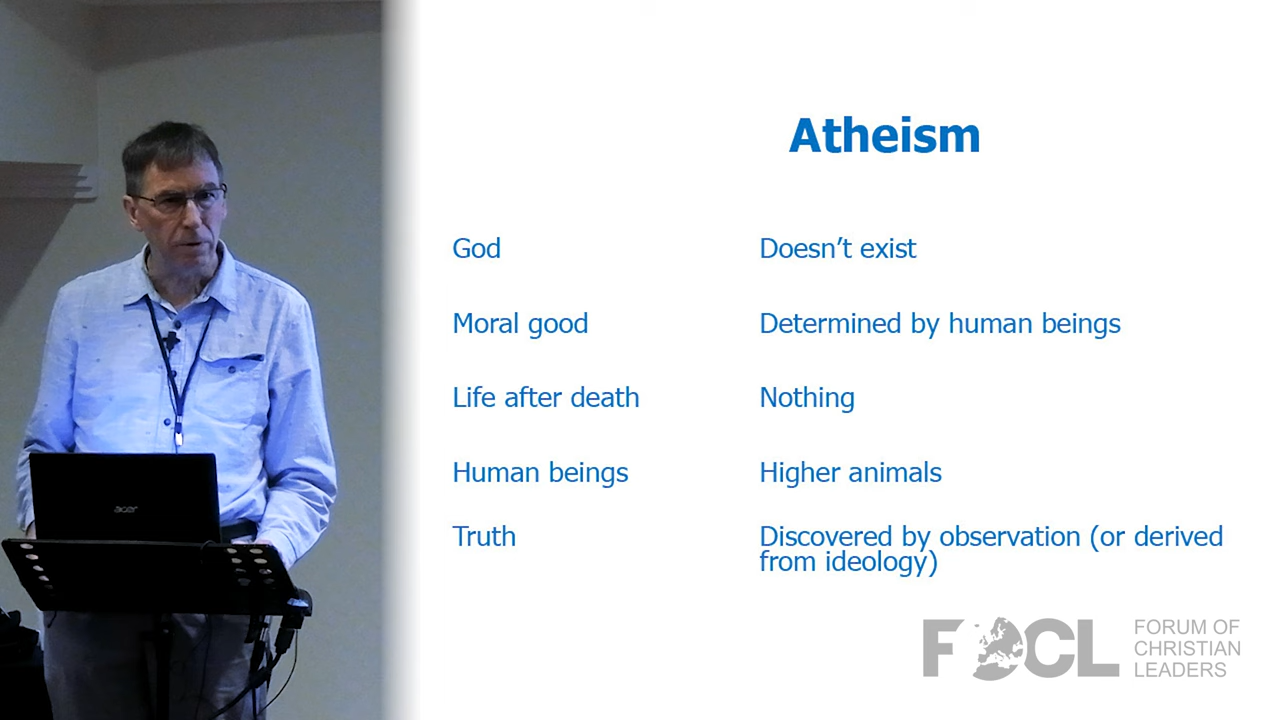 Atheism
God
Doesn't exist
Moral good
Determined by human beings
Life after death
Nothing
Human beings
Higher animals
Truth
Discovered by observation (or derived
from ideology)
acer
FOCL
FORUM OF
CHRISTIAN
LEADERS